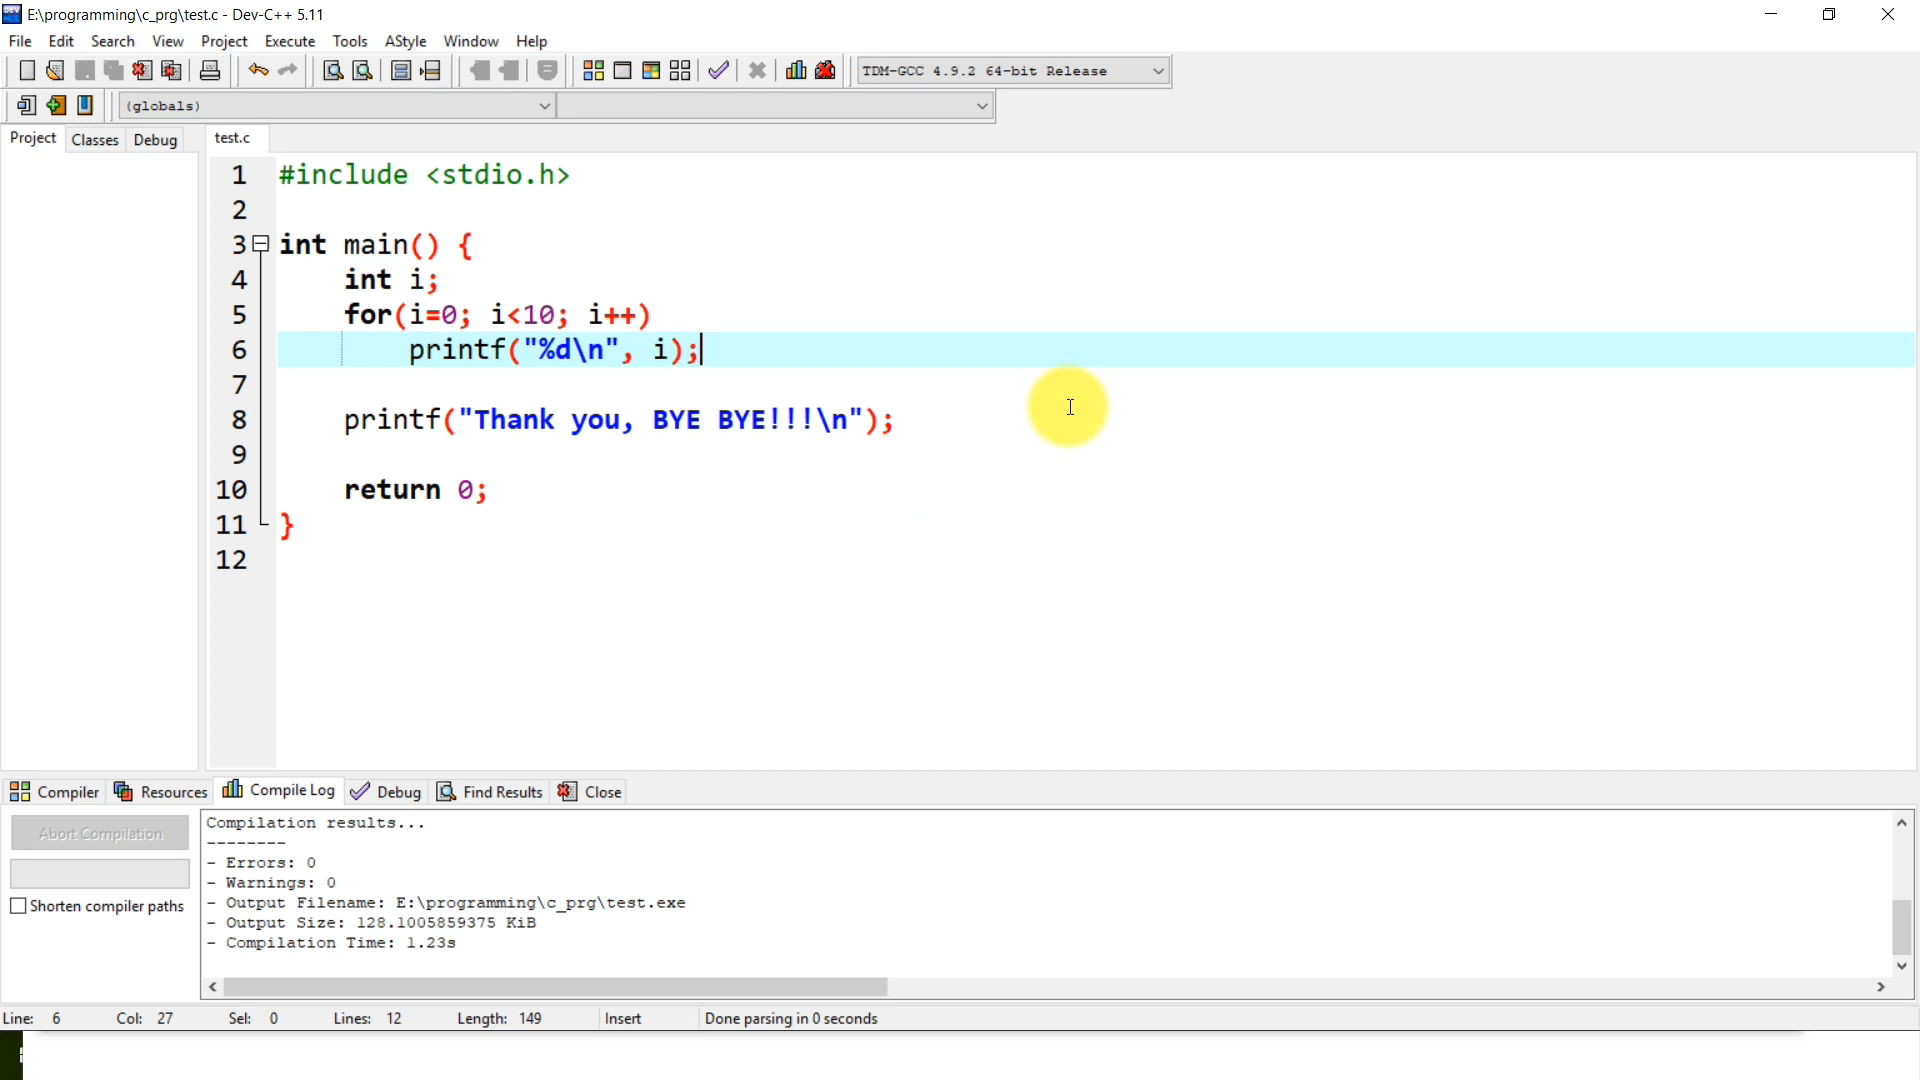 E:\programming\c_prg\test.c - Dev-C++ 5.11
File Edit Search View Project Execute Tools AStyle Window Help
TDM-GCC 4.9.2 64-bit Release
(globals)
Project Classes Debug test.c
1 #include <stdio.h>
2
3 int main() {
4 int i;
5 for(i=0; i<10; i++)
6 printf("%d\n", i);
7
8 printf("Thank you, BYE BYE!!!\n");
9
10 return 0;
11 }
12
Compiler Resources Compile Log Debug Find Results Close
Abort Compilation
Shorten compiler paths
Compilation results...
--------
- Errors: 0
- Warnings: 0
- Output Filename: E:\programming\c_prg\test.exe
- Output Size: 128.1005859375 KiB
- Compilation Time: 1.23s
Line: 6 Col: 27 Sel: 0 Lines: 12 Length: 149 Insert Done parsing in 0 seconds